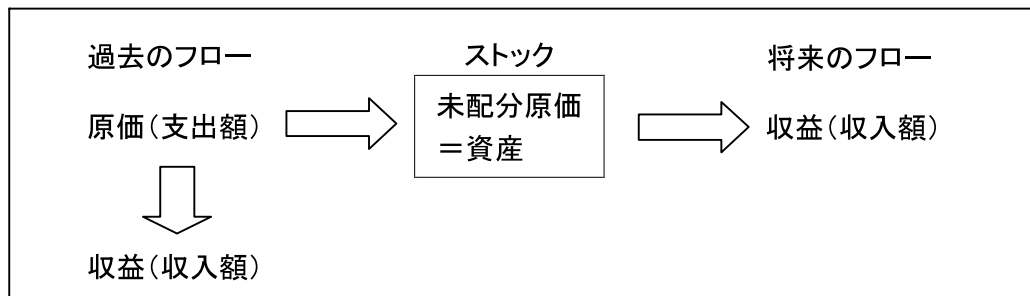 過去のフロー
原価(支出額)
収益(収入額)
ストック
未配分原価
=資産
将来のフロー
収益(収入額)